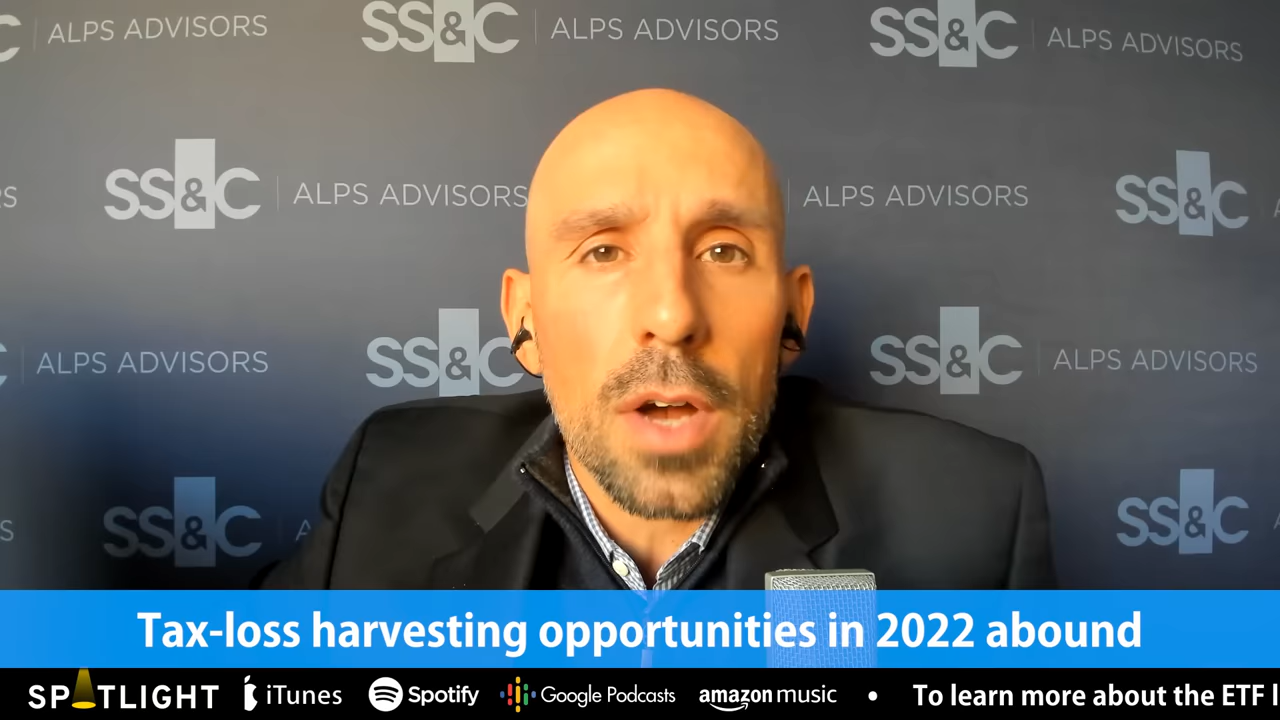 C | ALPS ADVISORS SS&C | ALPS ADVISORS SS&C | ALPS ADVISORS
RS SS&C | ALPS ADVISORS | ALPS ADVISORS SS&C
C | ALPS ADVISORS SS&C SS&C | ALPS ADVISORS
S SS&C | A SS&C
Tax-loss harvesting opportunities in 2022 abound
SPOTLIGHT iTunes Spotify Google Podcasts amazon music • To learn more about the ETF